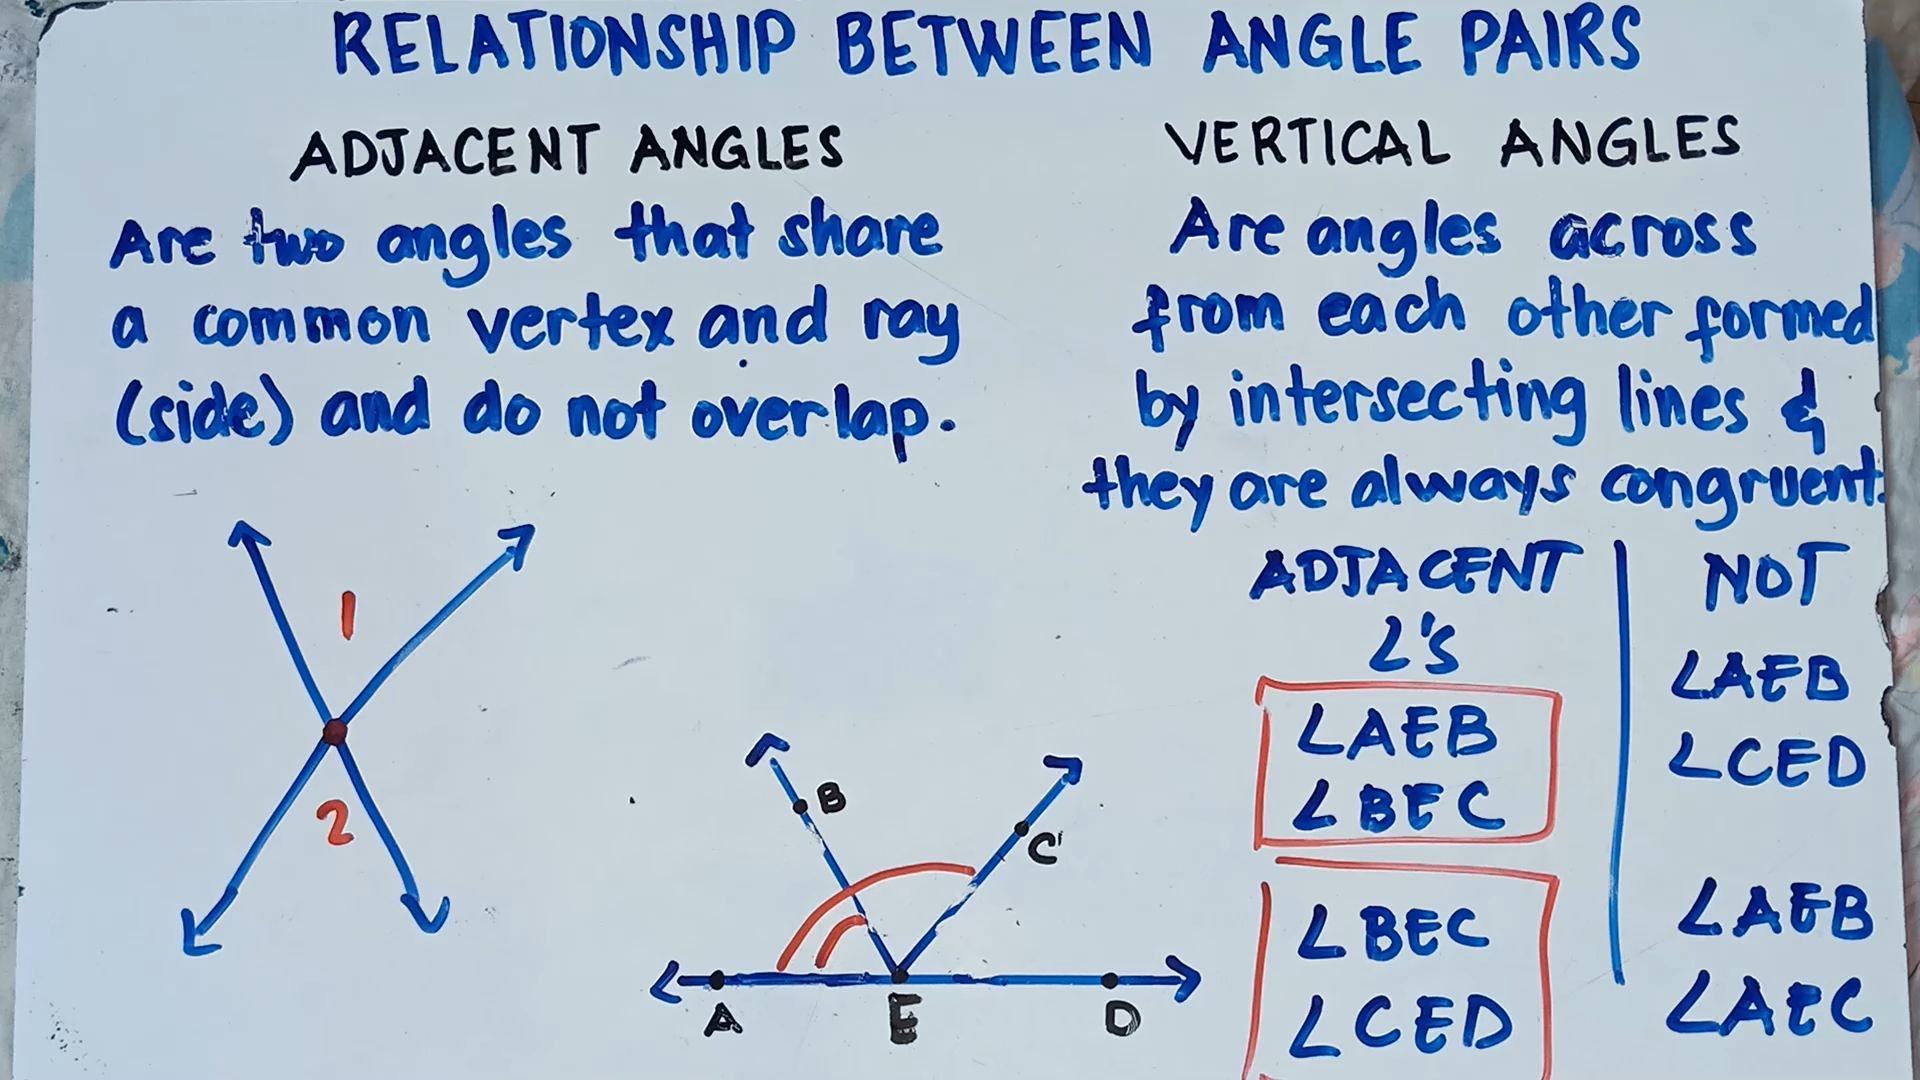 RELATIONSHIP BETWEEN ANGLE PAIRS
ADJACENT ANGLES
Are two angles that share
a common vertex and ray
(side) and do not overlap.
VERTICAL ANGLES
Are angles across
from each other formed
by intersecting lines &
they are always congruent.
1
2
B
C
A
E
D
ADJACENT
∠'S
∠AEB
∠BEC
∠BEC
∠CED
NOT
∠AEB
∠CED
∠AEB
∠AEC